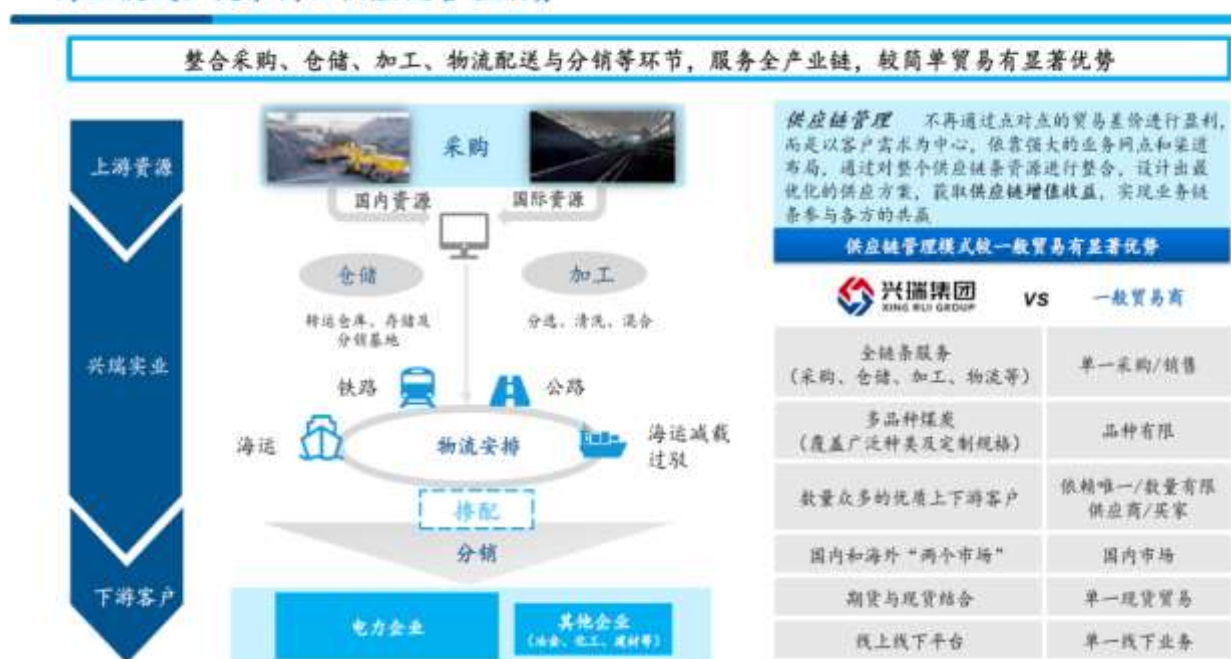 整合采购、仓储、加工、物流配送与分销等环节，服务全产业链，较简单贸易有显著优势
上游资源
兴瑞实业
下游客户
采购
国内资源
国际资源
仓储
加工
转运仓库、存储及
分销基地
分选、清洗、混合
铁路
公路
海运
物流安排
海运减载
过驳
掺配
分销
电力企业
其他企业
（冶金、化工、建材等）
供应链管理 不再通过点对点的贸易差价进行盈利，
而是以客户需求为中心，依靠强大的业务网点和渠道
布局，通过对整个供应链条资源进行整合，设计出最
优化的供应方案，获取供应链增值收益，实现业务链
条参与各方的共赢
供应链管理模式较一般贸易有显著优势
兴瑞集团
XING RUI GROUP
VS
一般贸易商
全链条服务
（采购、仓储、加工、物流等）
单一采购/销售
多品种煤炭
（覆盖广泛种类及定制规格）
品种有限
数量众多的优质上下游客户
依赖唯一/数量有限
供应商/买家
国内和海外“两个市场”
国内市场
期货与现货结合
单一现货贸易
线上线下平台
单一线下业务